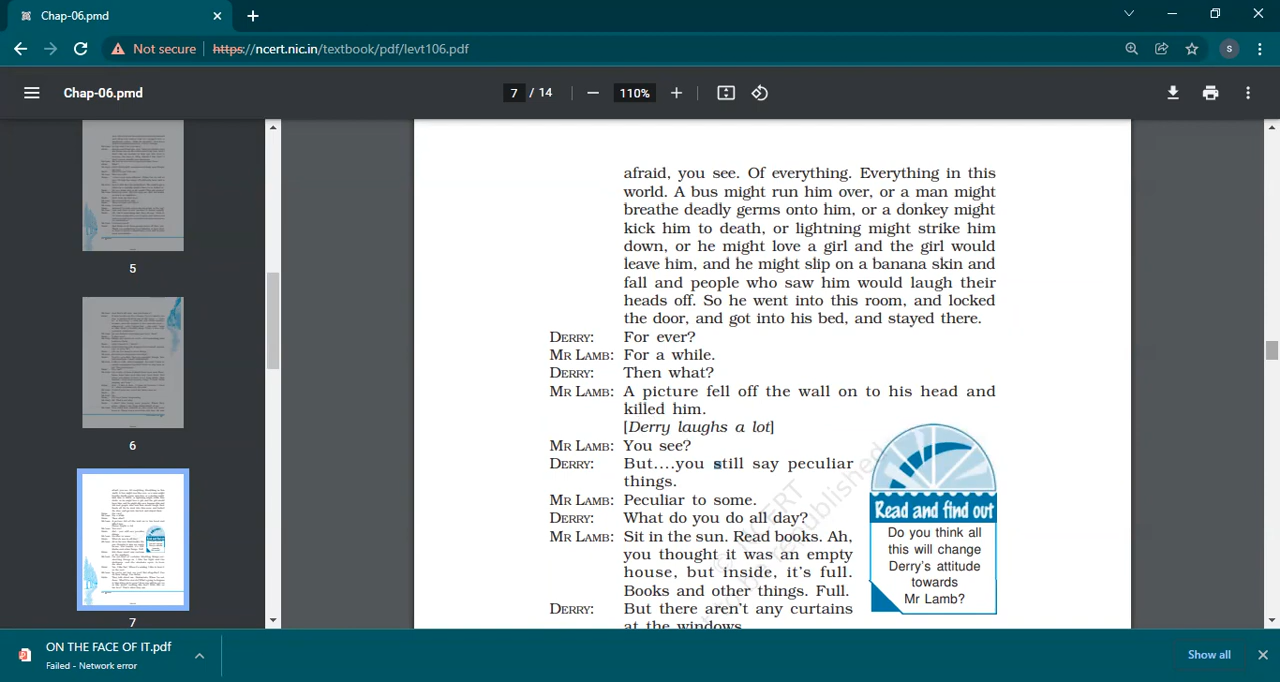 Chap-06.pmd
Not secure
https://ncert.nic.in/textbook/pdf/levt106.pdf
S
Chap-06.pmd
7 / 14
110%
5
6
7
afraid, you see. Of everything. Everything in this
world. A bus might run him over, or a man might
breathe deadly germs onto him, or a donkey might
kick him to death, or lightning might strike him
down, or he might love a girl and the girl would
leave him, and he might slip on a banana skin and
fall and people who saw him would laugh their
heads off. So he went into this room, and locked
the door, and got into his bed, and stayed there.
DERRY: For ever?
MR LAMB: For a while.
DERRY: Then what?
MR LAMB: A picture fell off the wall on to his head and
killed him.
[Derry laughs a lot]
MR LAMB: You see?
DERRY: But....you still say peculiar
things.
MR LAMB: Peculiar to some.
DERRY: What do you do all day?
MR LAMB: Sit in the sun. Read books. Ah,
you thought it was an empty
house, but inside, it's full.
Books and other things. Full.
DERRY: But there aren't any curtains
at the windows.
Read and find out
Do you think all
this will change
Derry's attitude
towards
Mr Lamb?
ON THE FACE OF IT.pdf
Failed - Network error
Show all